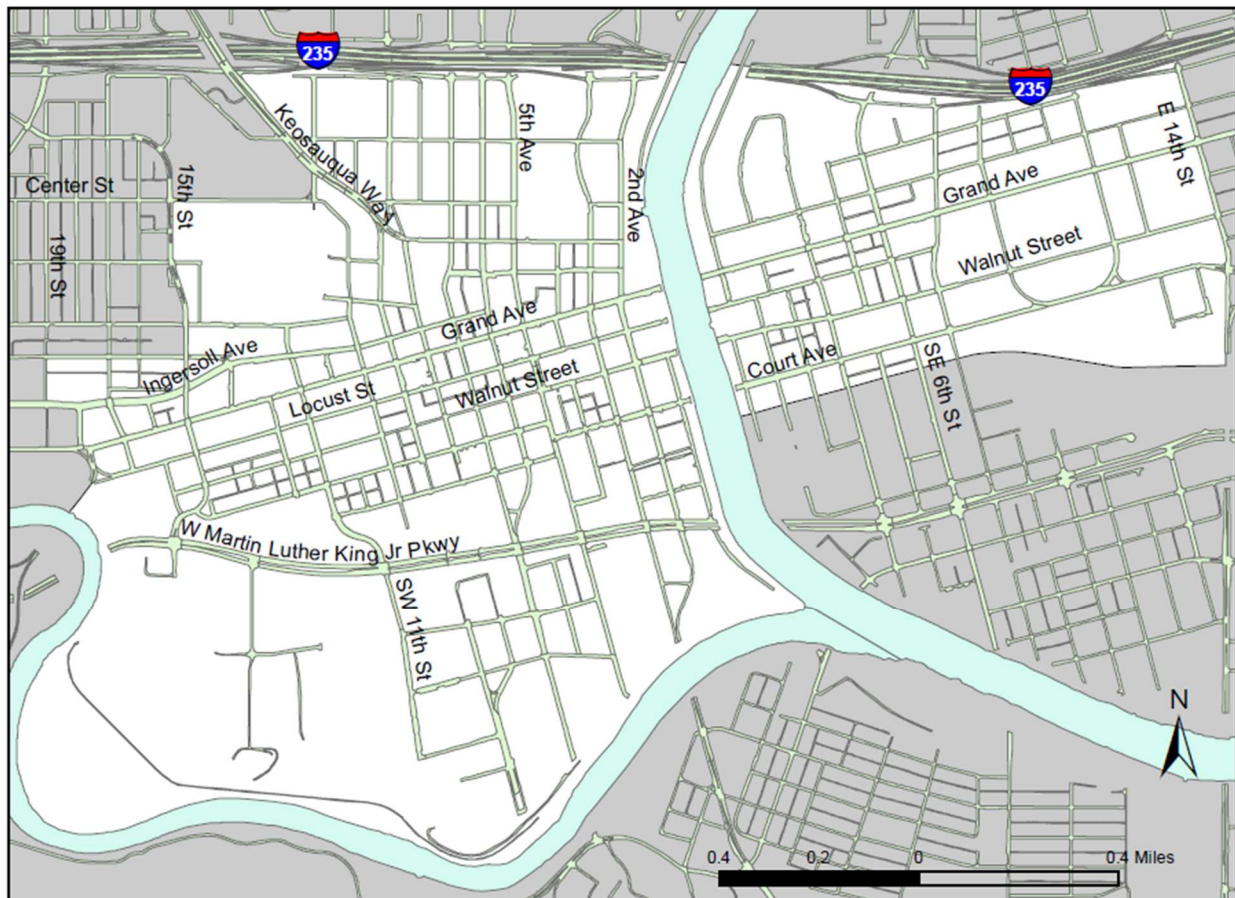 235
235
Keosauqua Way
5th Ave
E 14th St
Center St
15th St
2nd Ave
Grand Ave
19th St
Walnut Street
Grand Ave
Ingersoll Ave
Court Ave
SE 6th St
Locust St
Walnut Street
W Martin Luther King Jr Pkwy
SW 11th St
N
0.4 0.2 0 0.4 Miles